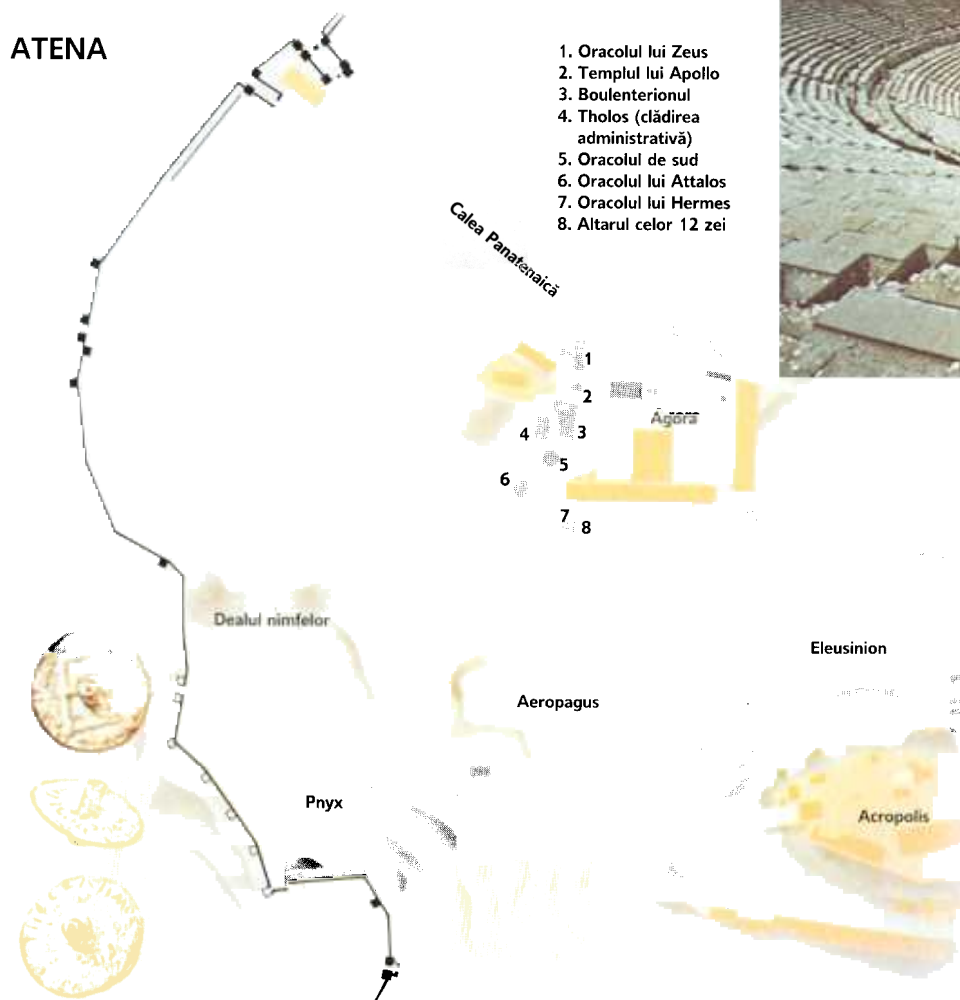 ATENA
1. Oracolul lui Zeus
2. Templul lui Apollo
3. Boulenterionul
4. Tholos (clădirea
administrativă)
5. Oracolul de sud
6. Oracolul lui Attalos
7. Oracolul lui Hermes
8. Altarul celor 12 zei
Calea Panatenaică
1
2
Agora
4
3
5
6
7
8
Dealul nimfelor
Eleusinion
Aeropagus
Pnyx
Acropolis